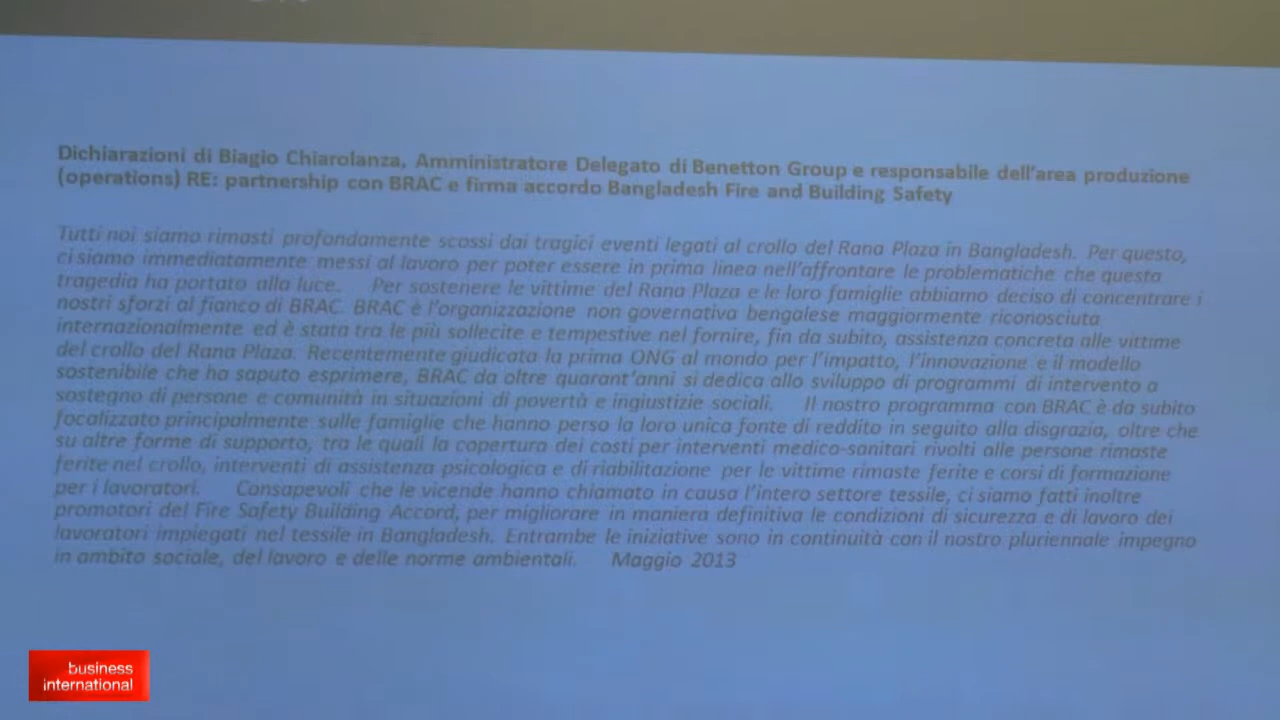 Dichiarazioni di Biagio Chiarolanza, Amministratore Delegato di Benetton Group e responsabile dell'area produzione
(operations) RE: partnership con BRAC e firma accordo Bangladesh Fire and Building Safety
Tutti noi siamo rimasti profondamente scossi dai tragici eventi legati al crollo del Rana Plaza in Bangladesh. Per questo,
ci siamo immediatamente messi al lavoro per poter essere in prima linea nell'affrontare le problematiche che questa
tragedia ha portato alla luce. Per sostenere le vittime del Rana Plaza e le loro famiglie abbiamo deciso di concentrare i
nostri sforzi al fianco di BRAC. BRAC è l'organizzazione non governativa bengalese maggiormente riconosciuta
internazionalmente ed è stata tra le più sollecite e tempestive nel fornire, fin da subito, assistenza concreta alle vittime
del crollo del Rana Plaza. Recentemente giudicata la prima ONG al mondo per l'impatto, l'innovazione e il modello
sostenibile che ha saputo esprimere, BRAC da oltre quarant'anni si dedica allo sviluppo di programmi di intervento a
sostegno di persone e comunità in situazioni di povertà e ingiustizie sociali. Il nostro programma con BRAC è da subito
focalizzato principalmente sulle famiglie che hanno perso la loro unica fonte di reddito in seguito alla disgrazia, oltre che
su altre forme di supporto, tra le quali la copertura dei costi per interventi medico-sanitari rivolti alle persone rimaste
ferite nel crollo, interventi di assistenza psicologica e di riabilitazione per le vittime rimaste ferite e corsi di formazione
per i lavoratori. Consapevoli che le vicende hanno chiamato in causa l'intero settore tessile, ci siamo fatti inoltre
promotori del Fire Safety Building Accord, per migliorare in maniera definitiva le condizioni di sicurezza e di lavoro dei
lavoratori impiegati nel tessile in Bangladesh. Entrambe le iniziative sono in continuità con il nostro pluriennale impegno
in ambito sociale, del lavoro e delle norme ambientali. Maggio 2013
business
international